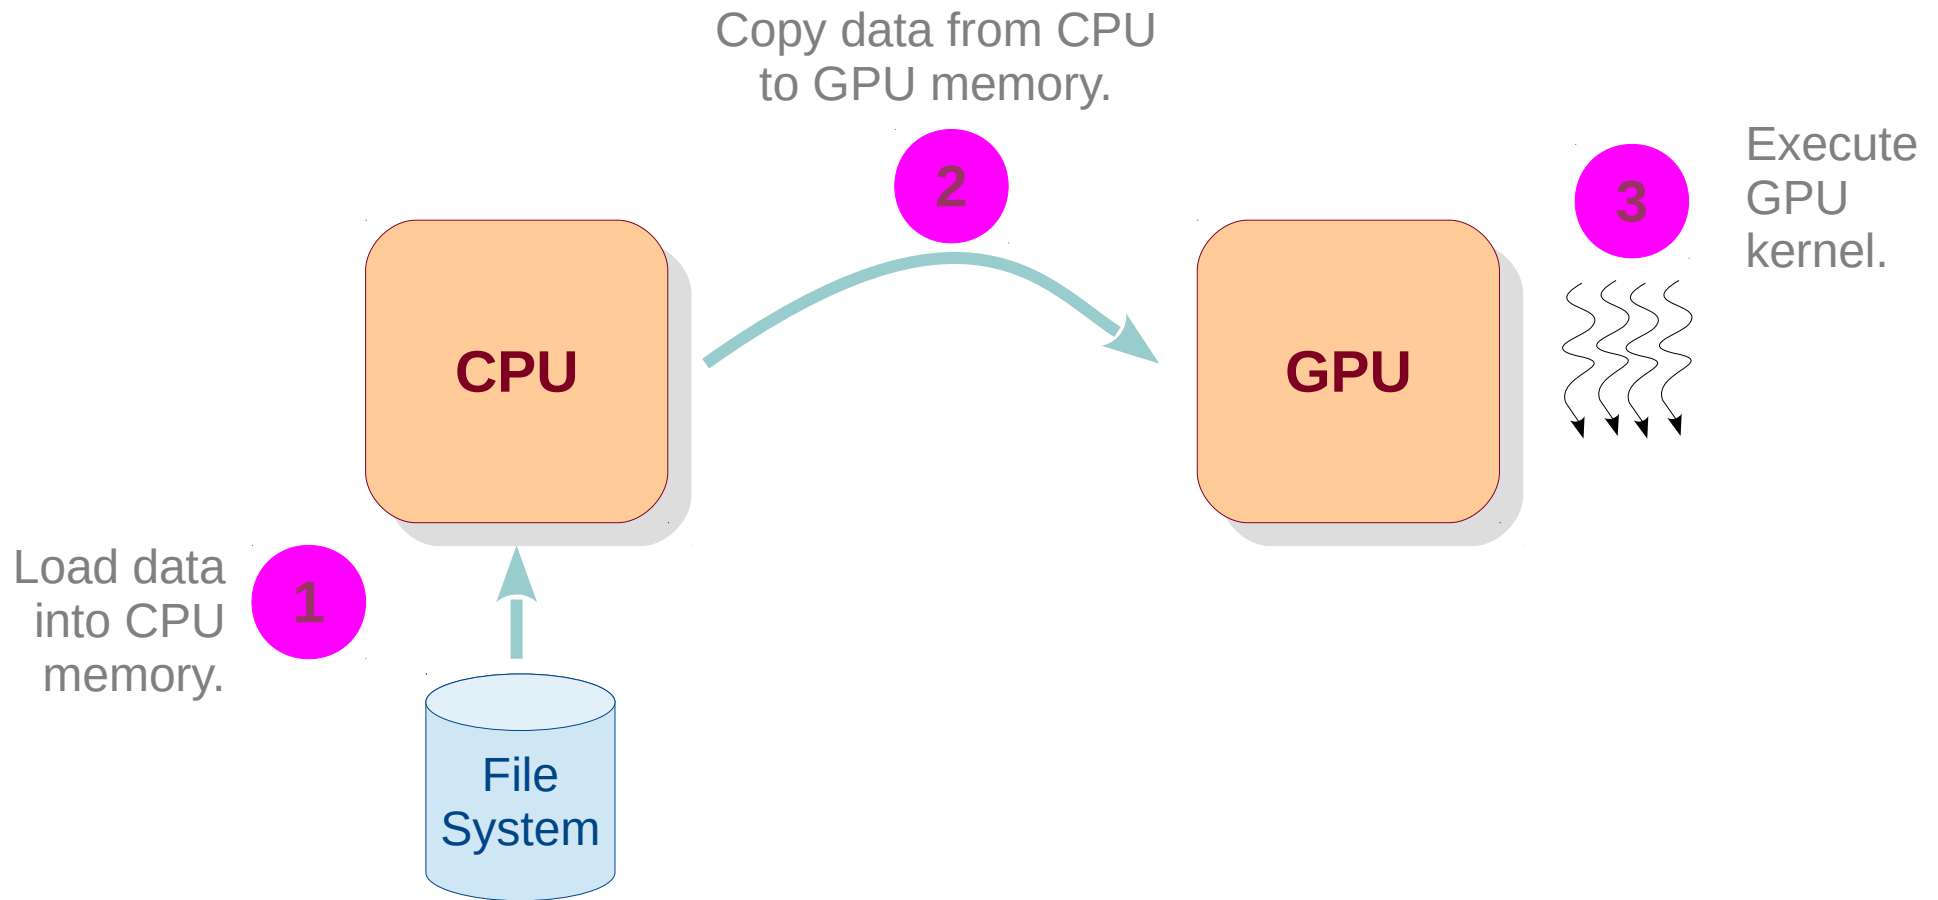 Copy data from CPU
to GPU memory.
2
3
Execute
GPU
kernel.
CPU
GPU
Load data
into CPU
memory.
1
File
System